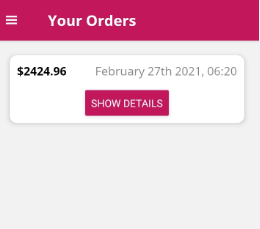 Your Orders
$2424.96 February 27th 2021, 06:20
SHOW DETAILS